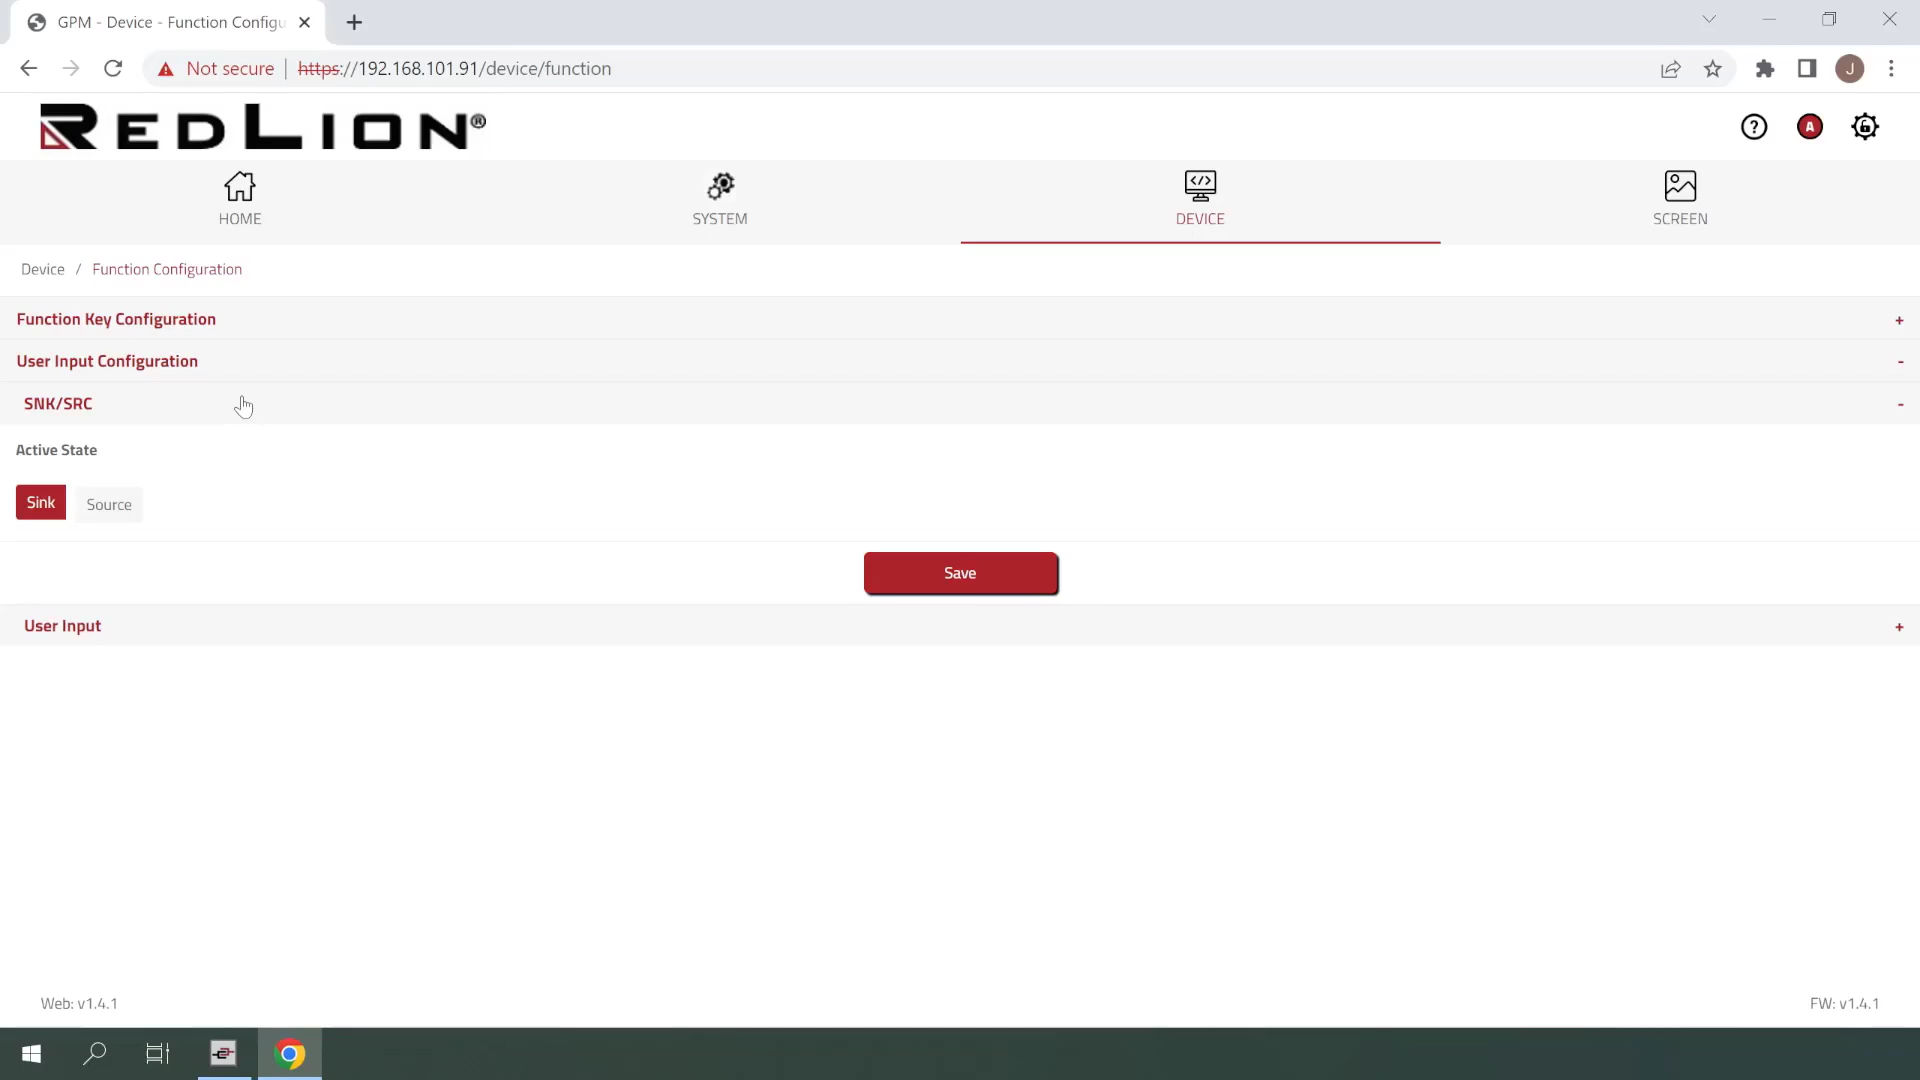 GPM - Device - Function Configu
Not secure | https://192.168.101.91/device/function
J
REDLION®
?
A
HOME
SYSTEM
DEVICE
SCREEN
Device / Function Configuration
Function Key Configuration
+
User Input Configuration
-
SNK/SRC
-
Active State
Sink
Source
Save
User Input
+
Web: v1.4.1
FW: v1.4.1